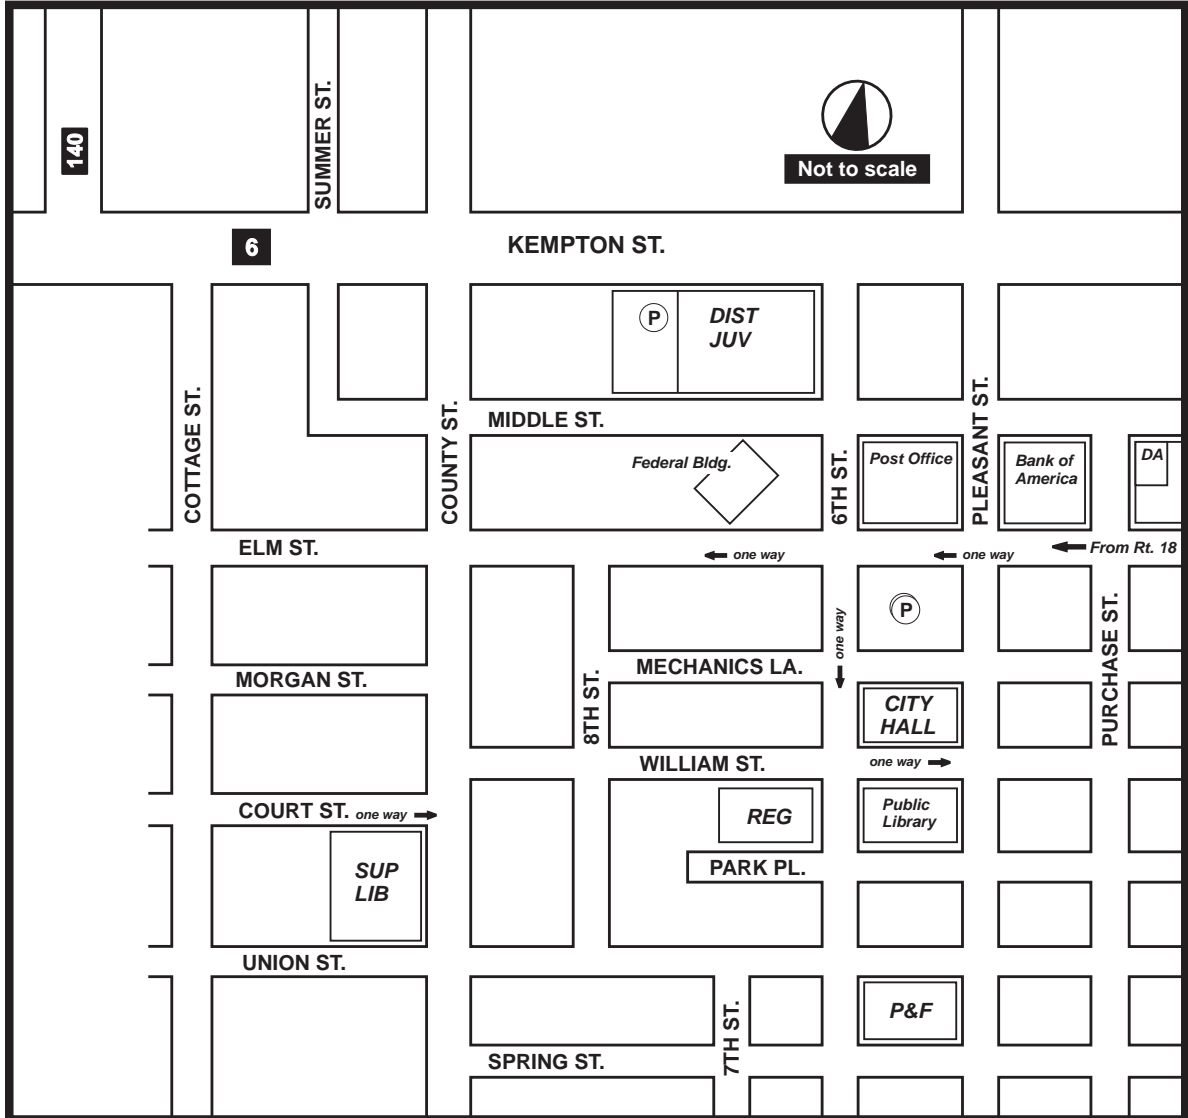 140
SUMMER ST.
Not to scale
6
KEMPTON ST.
P
DIST
JUV
COTTAGE ST.
COUNTY ST.
MIDDLE ST.
PLEASANT ST.
Federal Bldg.
6TH ST.
Post Office
Bank of
America
DA
ELM ST.
one way
one way
From Rt. 18
P
one way
PURCHASE ST.
MORGAN ST.
8TH ST.
MECHANICS LA.
CITY
HALL
WILLIAM ST.
one way
COURT ST. one way
REG
Public
Library
SUP
LIB
PARK PL.
UNION ST.
7TH ST.
P&F
SPRING ST.